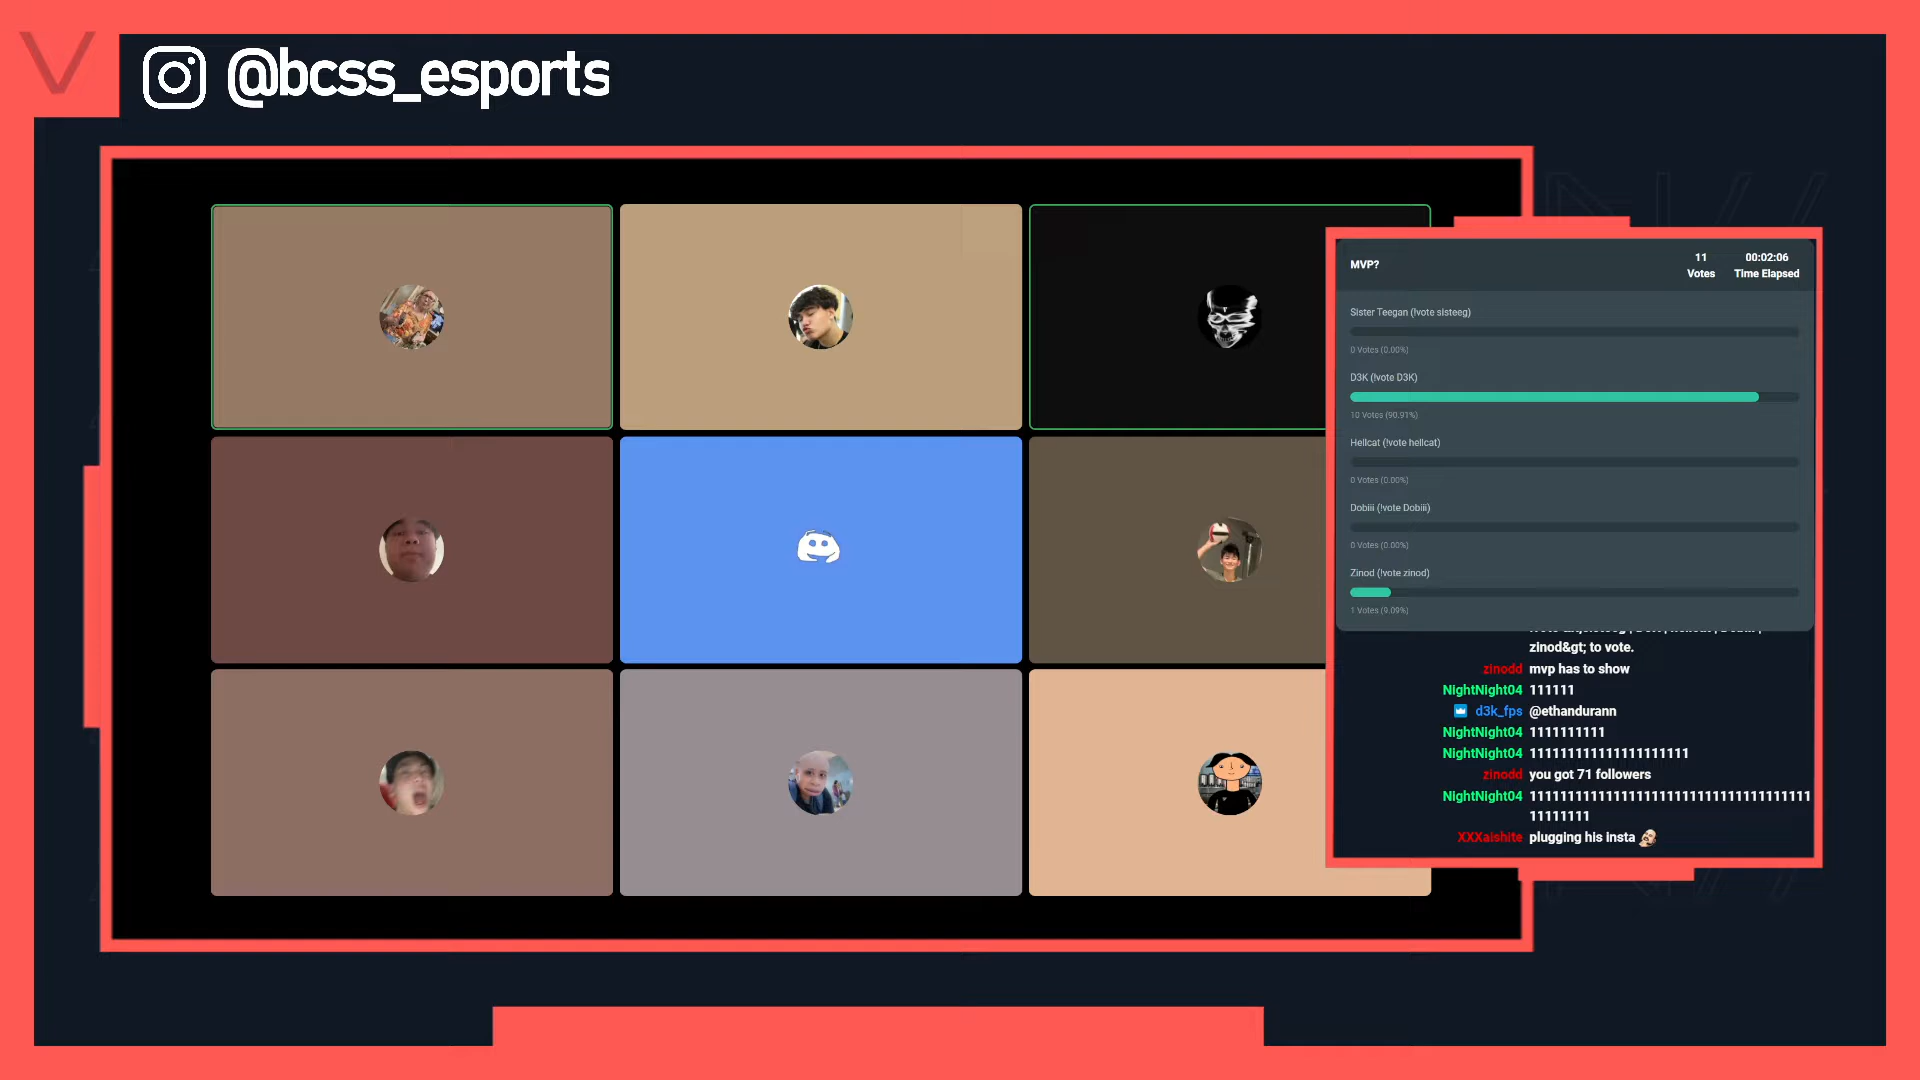 @bcss_esports
MVP?
11
Votes
00:02:06
Time Elapsed
Sister Teegan (!vote sisteeg)
0 Votes (0.00%)
D3K (!vote D3K)
10 Votes (90.91%)
Hellcat (!vote hellcat)
0 Votes (0.00%)
Dobiii (!vote Dobiii)
0 Votes (0.00%)
Zinod (!vote zinod)
1 Votes (9.09%)
zinod&gt; to vote.
zinodd mvp has to show
NightNight04 111111
d3k_fps @ethandurann
NightNight04 1111111111
NightNight04 111111111111111111111
zinodd you got 71 followers
NightNight04
11111111
XXXaishite plugging his insta